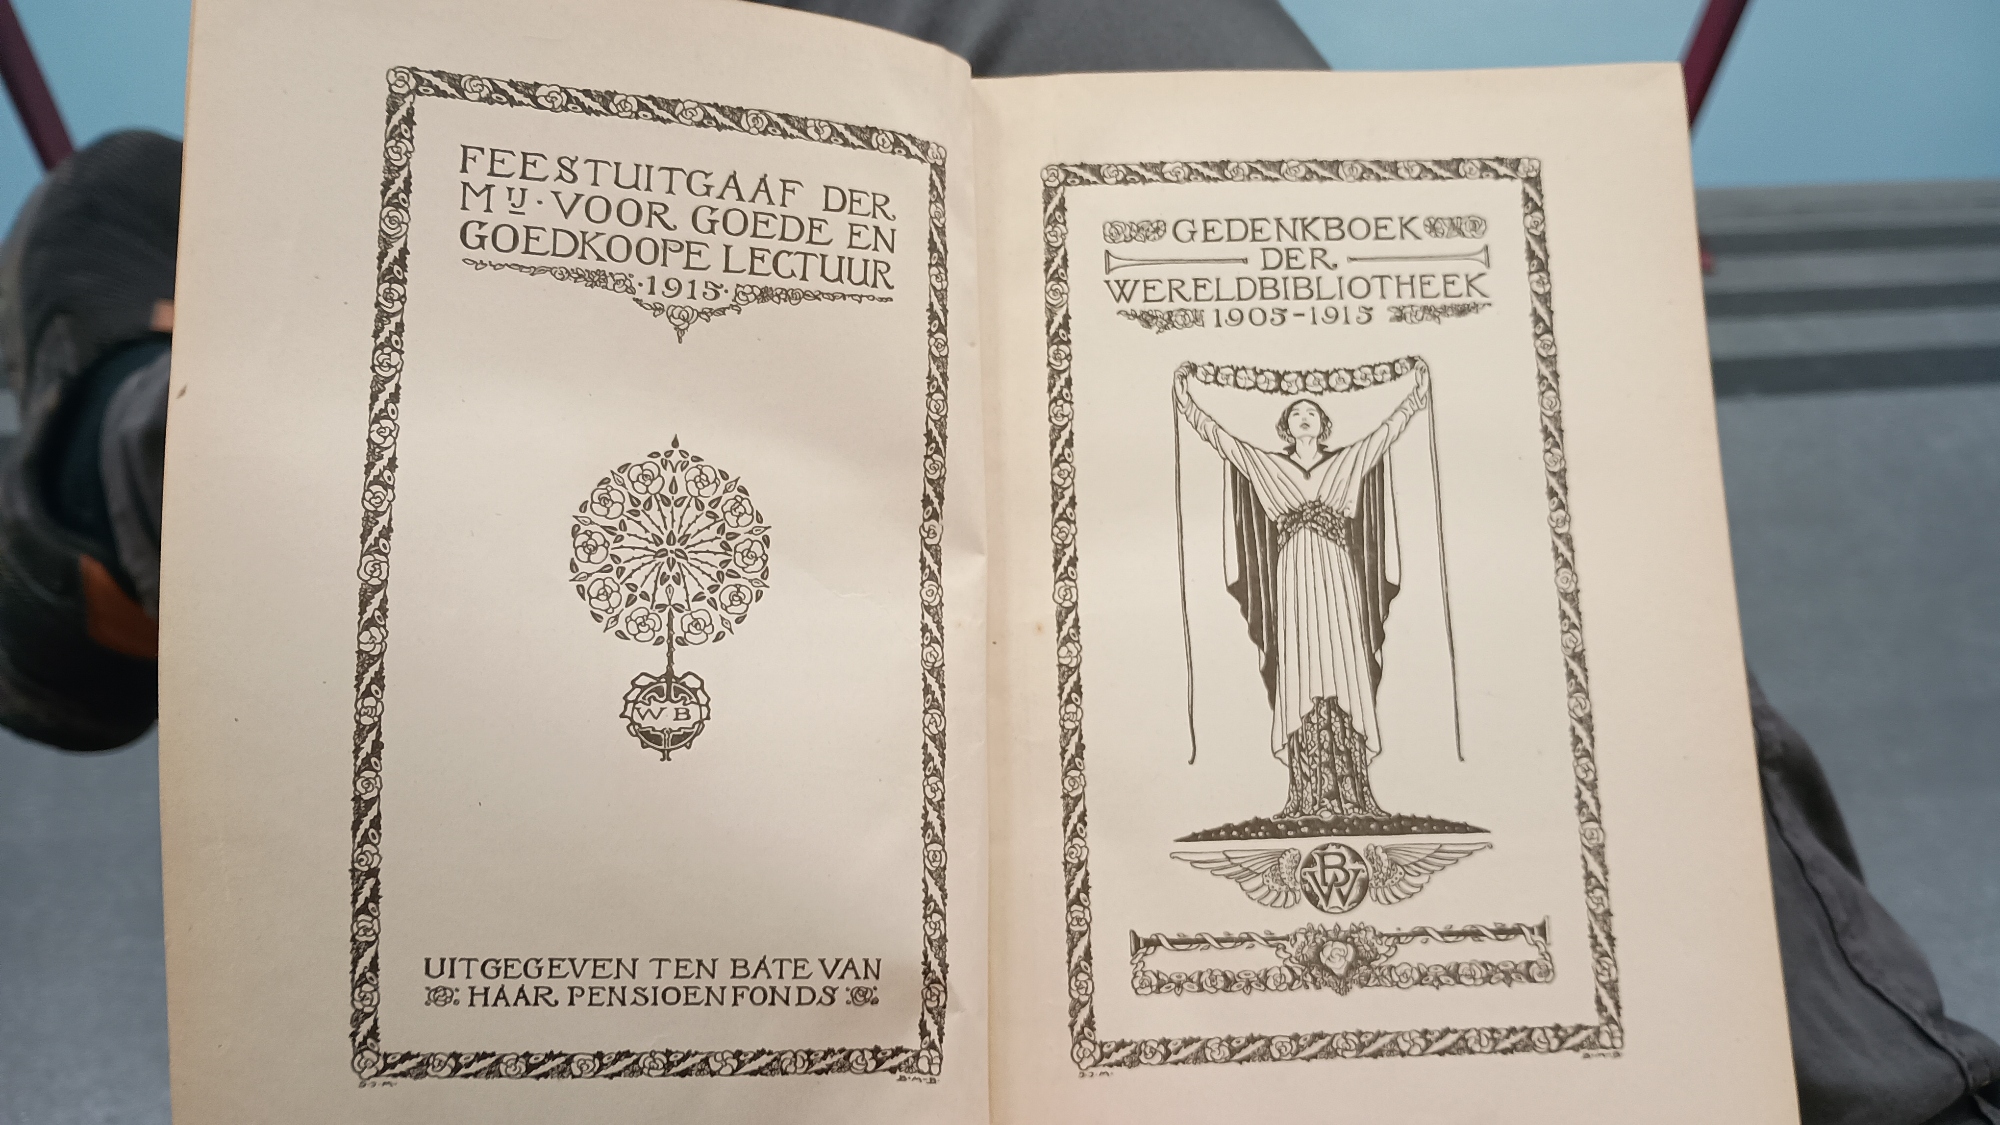 FEESTUITGAAF DER
MIJ· VOOR GOEDE EN
GOEDKOOPE LECTUUR
·1915·
W B
UITGEGEVEN TEN BATE VAN
HAAR PENSIOENFONDS
B·M·B·
GEDENKBOEK
DER
WERELDBIBLIOTHEEK
1905-1915
WB